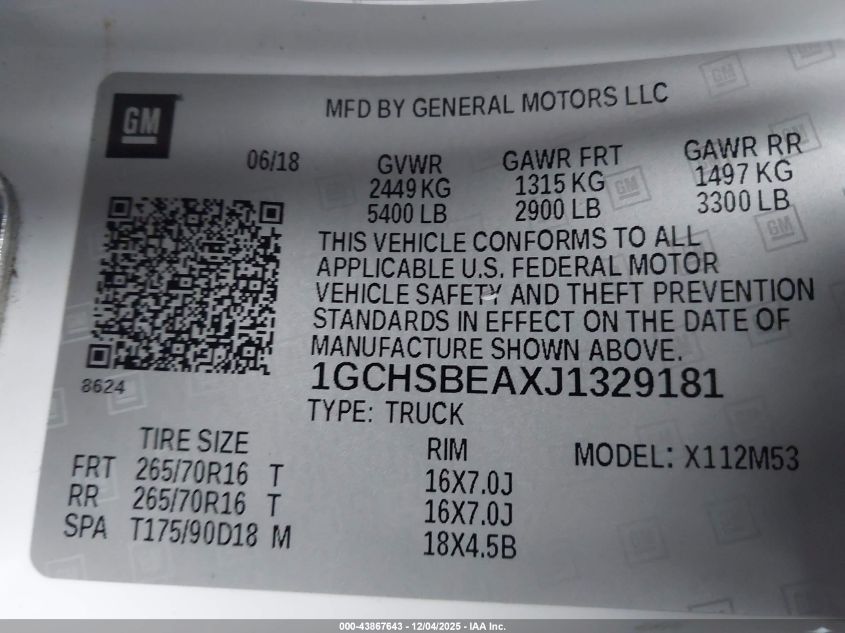 GM
MFD BY GENERAL MOTORS LLC
06/18
GVWR GAWR FRT GAWR RR
2449 KG 1315 KG 1497 KG
5400 LB 2900 LB 3300 LB
THIS VEHICLE CONFORMS TO ALL
APPLICABLE U.S. FEDERAL MOTOR
VEHICLE SAFETY AND THEFT PREVENTION
STANDARDS IN EFFECT ON THE DATE OF
MANUFACTURE SHOWN ABOVE.
8624
1GCHSBEAXJ1329181
TYPE: TRUCK
TIRE SIZE RIM MODEL: X112M53
FRT 265/70R16 T 16X7.0J
RR 265/70R16 T 16X7.0J
SPA T175/90D18 M 18X4.5B
000-43867643 - 12/04/2025 - IAA Inc.